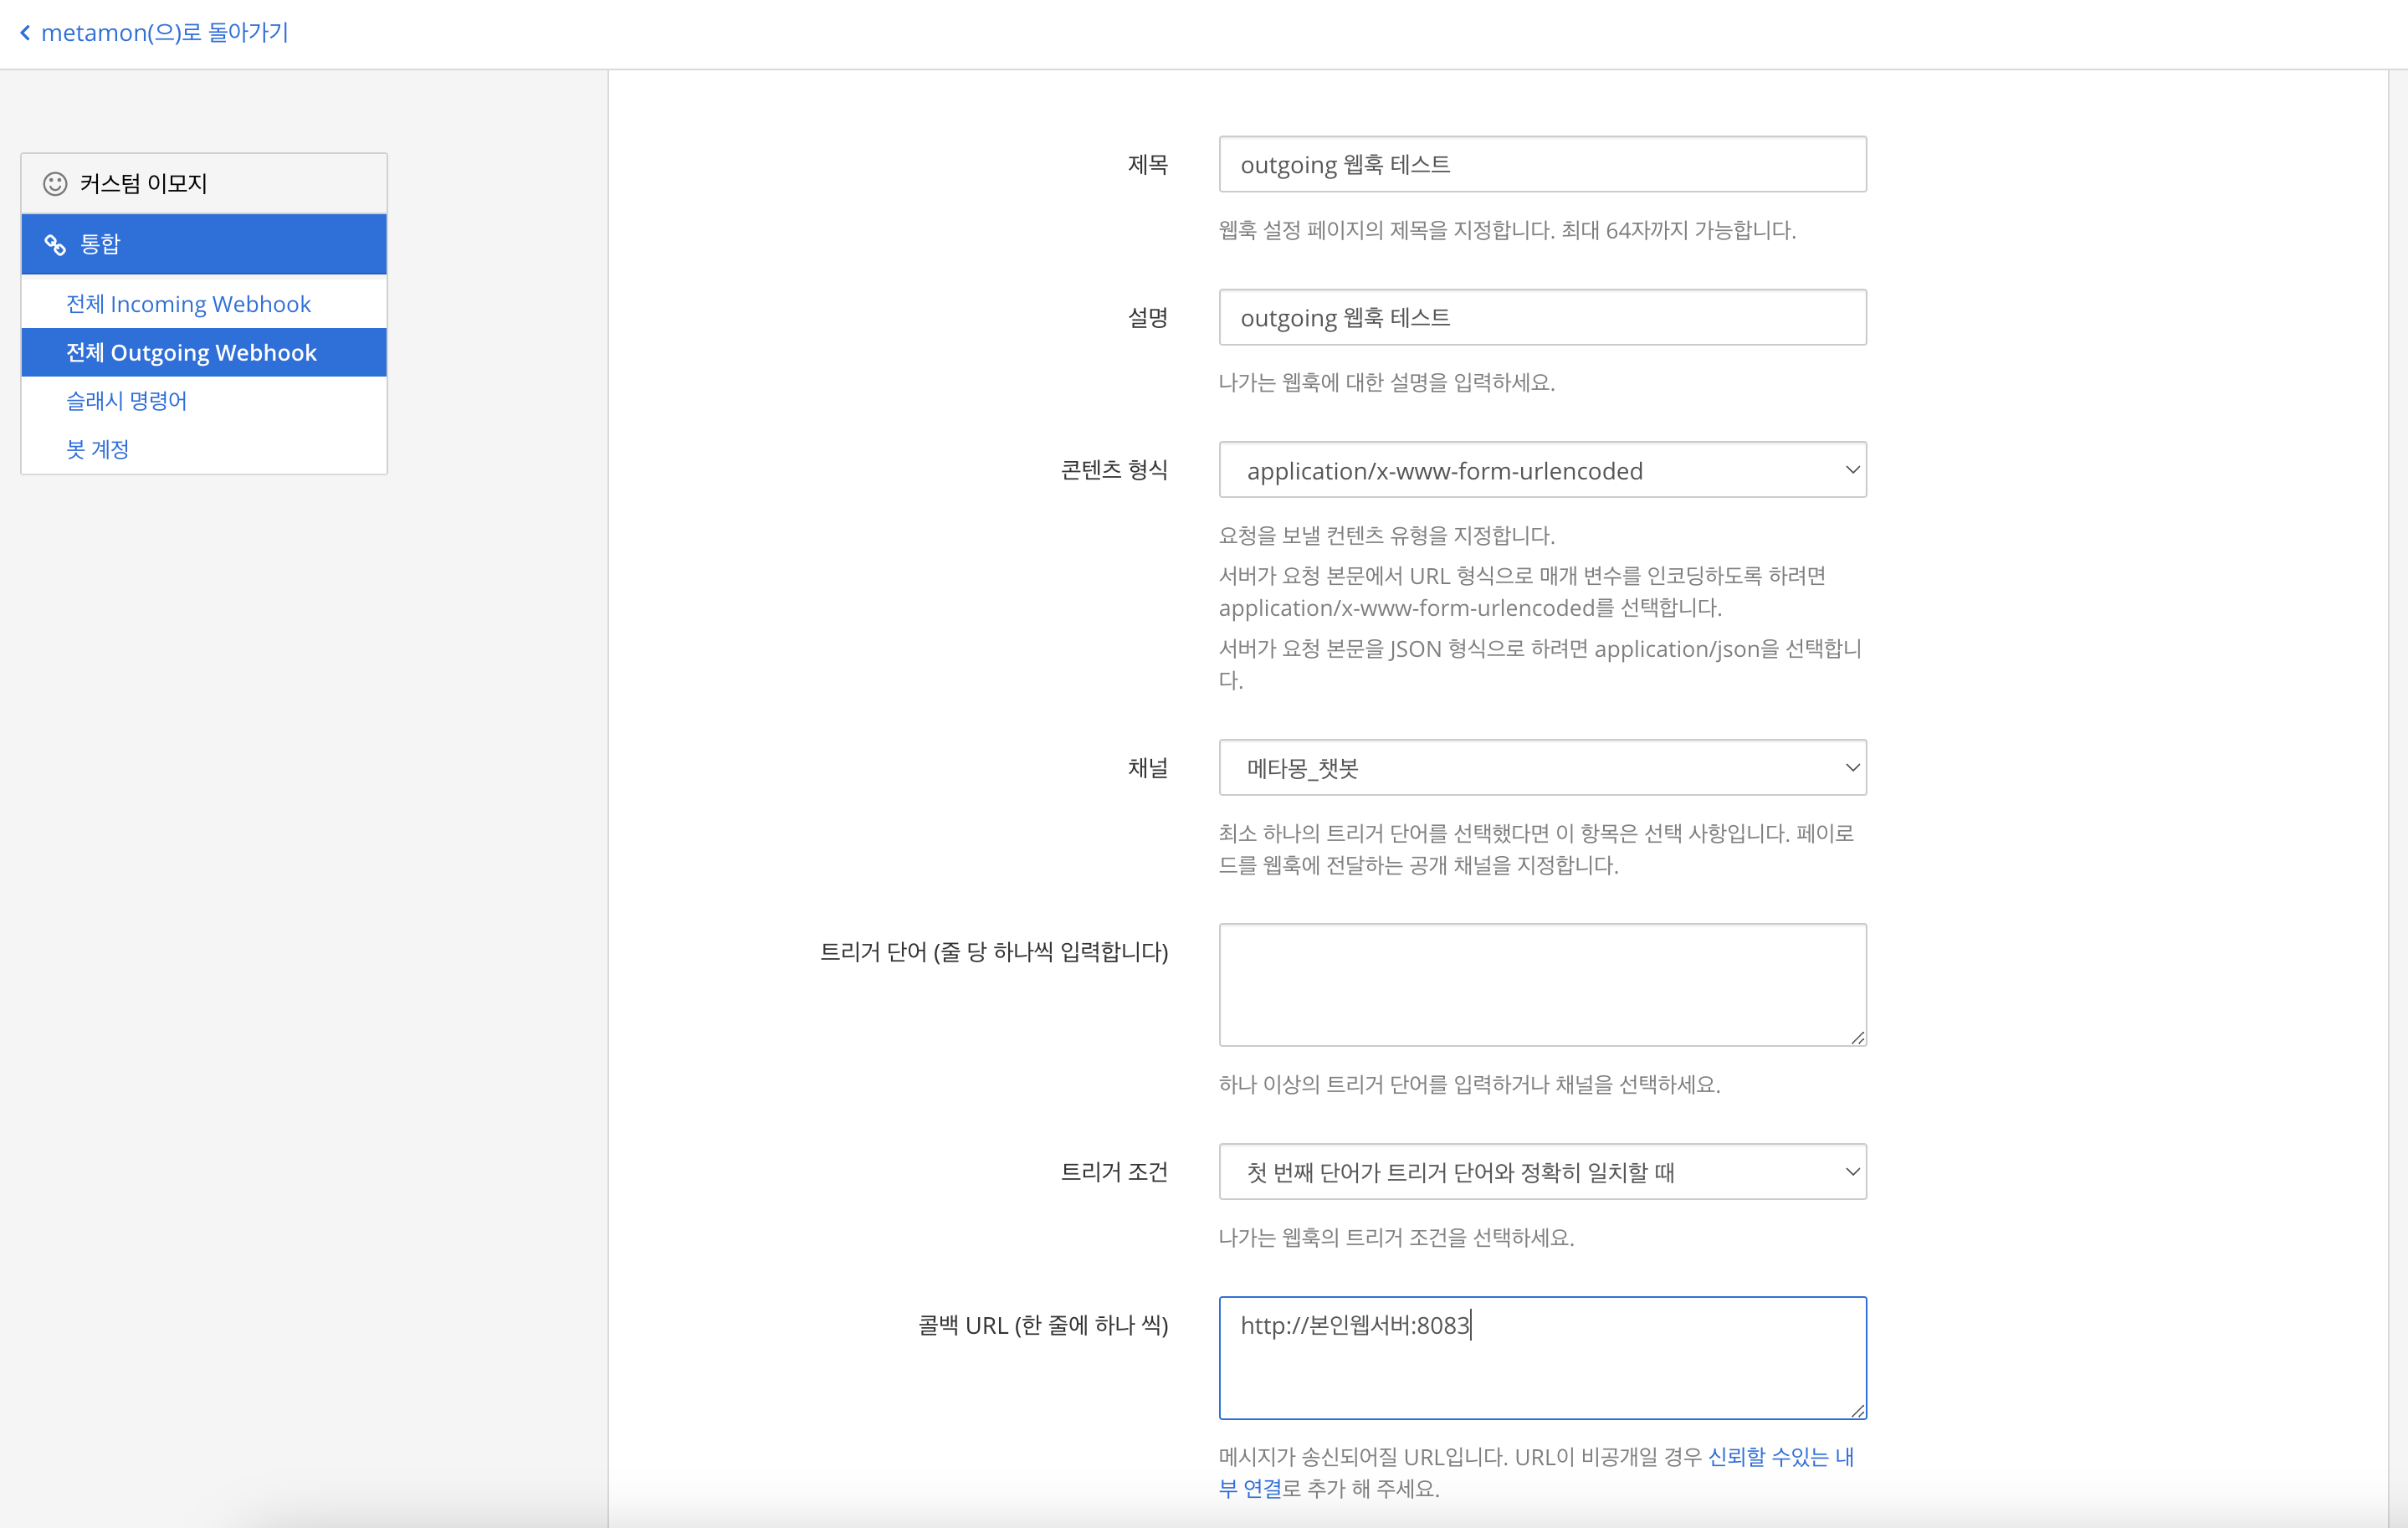 metamon(으)로 돌아가기
커스텀 이모지
통합
전체 Incoming Webhook
전체 Outgoing Webhook
슬래시 명령어
봇 계정
제목
outgoing 웹훅 테스트
웹훅 설정 페이지의 제목을 지정합니다. 최대 64자까지 가능합니다.
설명
outgoing 웹훅 테스트
나가는 웹훅에 대한 설명을 입력하세요.
콘텐츠 형식
application/x-www-form-urlencoded
요청을 보낼 컨텐츠 유형을 지정합니다.
서버가 요청 본문에서 URL 형식으로 매개 변수를 인코딩하도록 하려면
application/x-www-form-urlencoded를 선택합니다.
서버가 요청 본문을 JSON 형식으로 하려면 application/json을 선택합니
다.
채널
메타몽_챗봇
최소 하나의 트리거 단어를 선택했다면 이 항목은 선택 사항입니다. 페이로
드를 웹훅에 전달하는 공개 채널을 지정합니다.
트리거 단어 (줄 당 하나씩 입력합니다)
하나 이상의 트리거 단어를 입력하거나 채널을 선택하세요.
트리거 조건
첫 번째 단어가 트리거 단어와 정확히 일치할 때
나가는 웹훅의 트리거 조건을 선택하세요.
콜백 URL (한 줄에 하나 씩)
http://본인웹서버:8083
메시지가 송신되어질 URL입니다. URL이 비공개일 경우 신뢰할 수있는 내
부 연결로 추가 해 주세요.